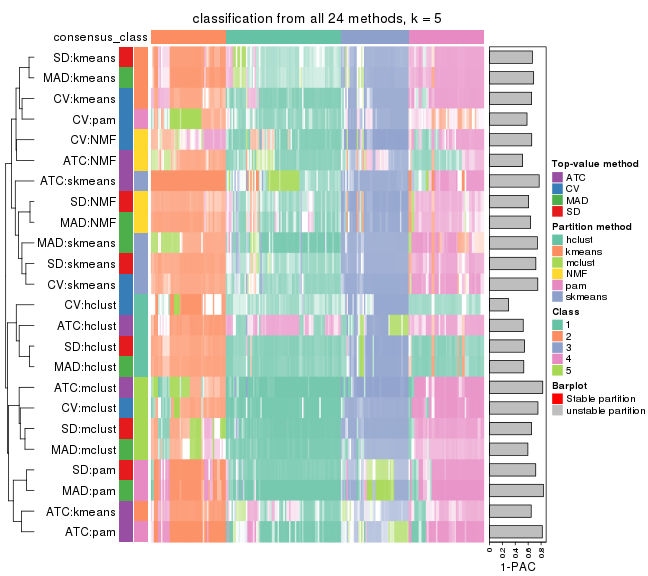 classification from all 24 methods, k = 5
consensus_class
SD:kmeans
MAD:kmeans
CV:kmeans
CV:pam
CV:NMF
ATC:NMF
ATC:skmeans
SD:NMF
MAD:NMF
MAD:skmeans
SD:skmeans
CV:skmeans
CV:hclust
ATC:hclust
SD:hclust
MAD:hclust
ATC:mclust
CV:mclust
SD:mclust
MAD:mclust
SD:pam
MAD:pam
ATC:kmeans
ATC:pam
0
0.2
0.4
0.6
0.8
1-PAC
Top-value method
ATC
CV
MAD
SD
Partition method
hclust
kmeans
mclust
NMF
pam
skmeans
Class
1
2
3
4
5
Barplot
Stable partition
unstable partition